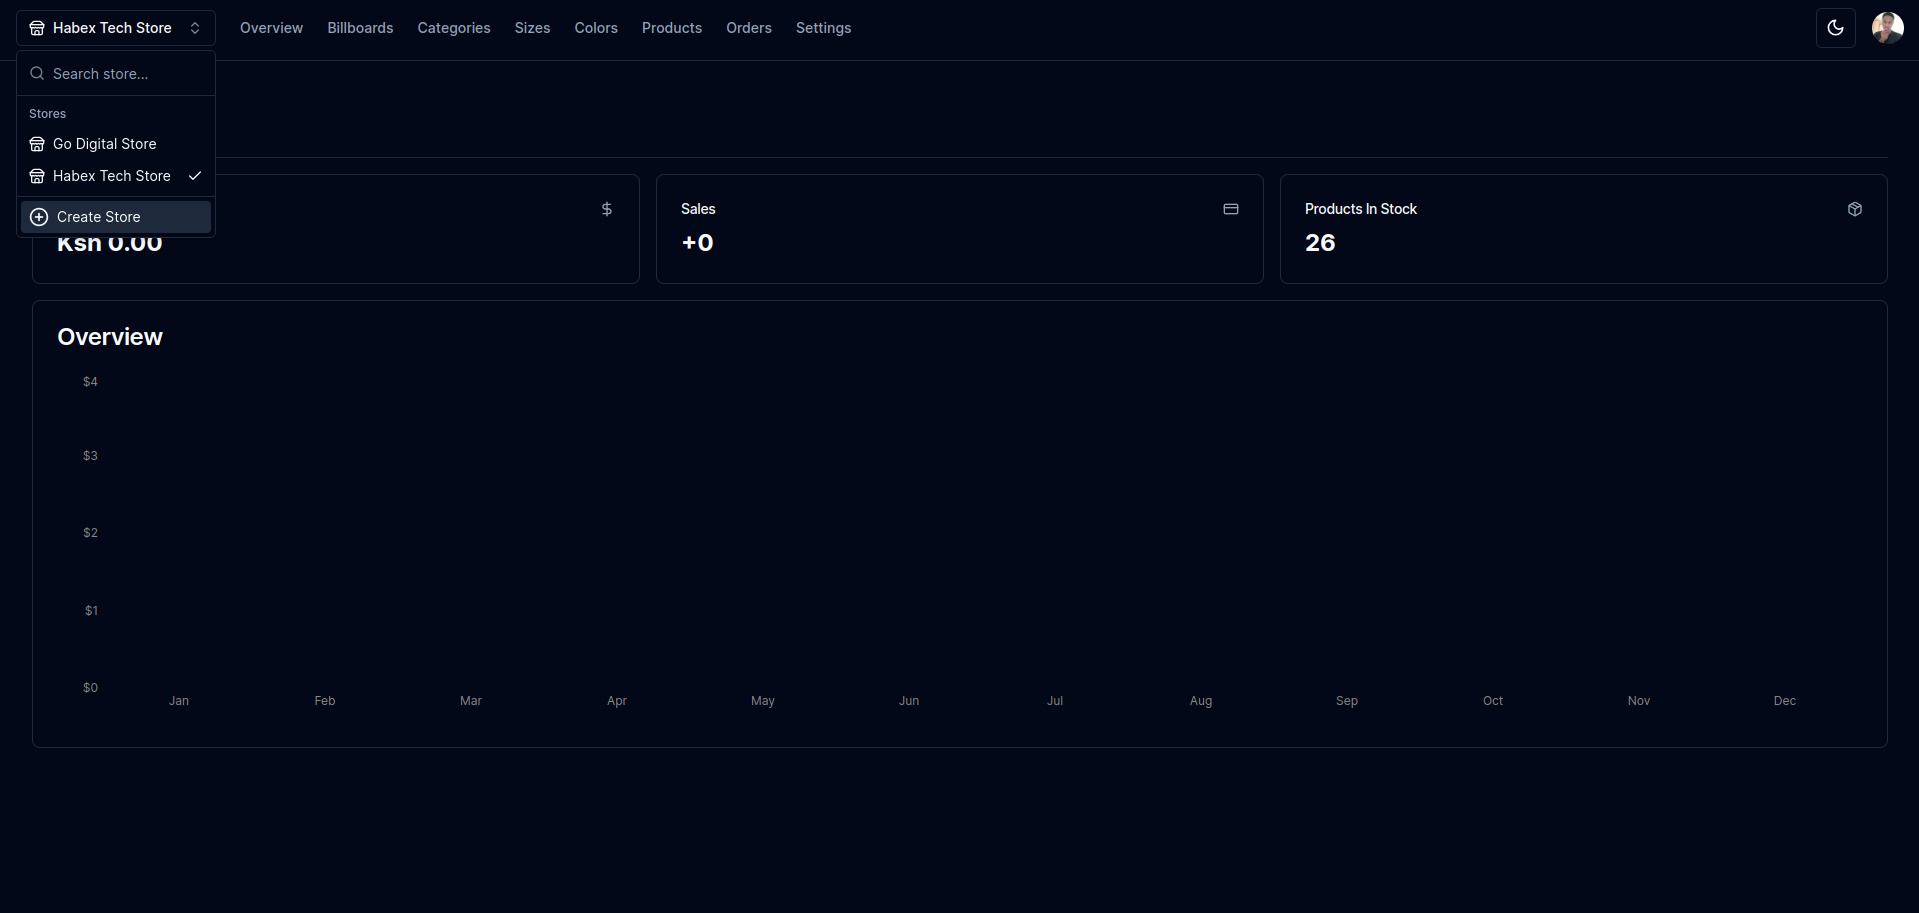 Habex Tech Store
Overview Billboards Categories Sizes Colors Products Orders Settings
Search store...
Stores
Go Digital Store
Habex Tech Store
Create Store
Ksh 0.00
Sales
+0
Products In Stock
26
Overview
$4
$3
$2
$1
$0
Jan Feb Mar Apr May Jun Jul Aug Sep Oct Nov Dec